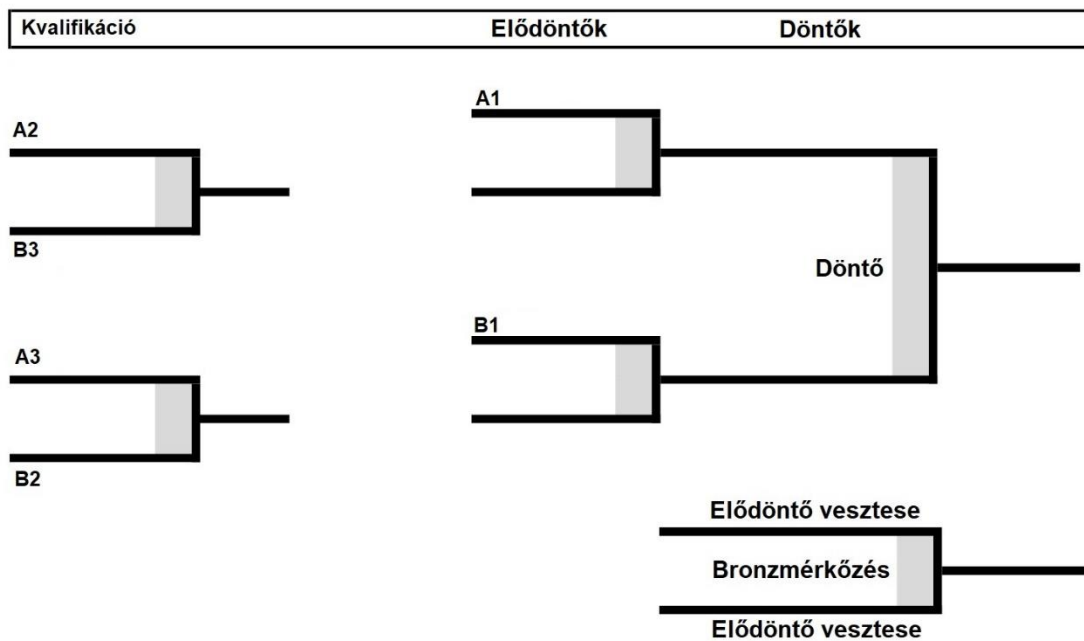 Kvalifikáció
Elődöntők
Döntők
A1
A2
B3
Döntő
B1
A3
B2
Elődöntő vesztese
Bronzmérkőzés
Elődöntő vesztese